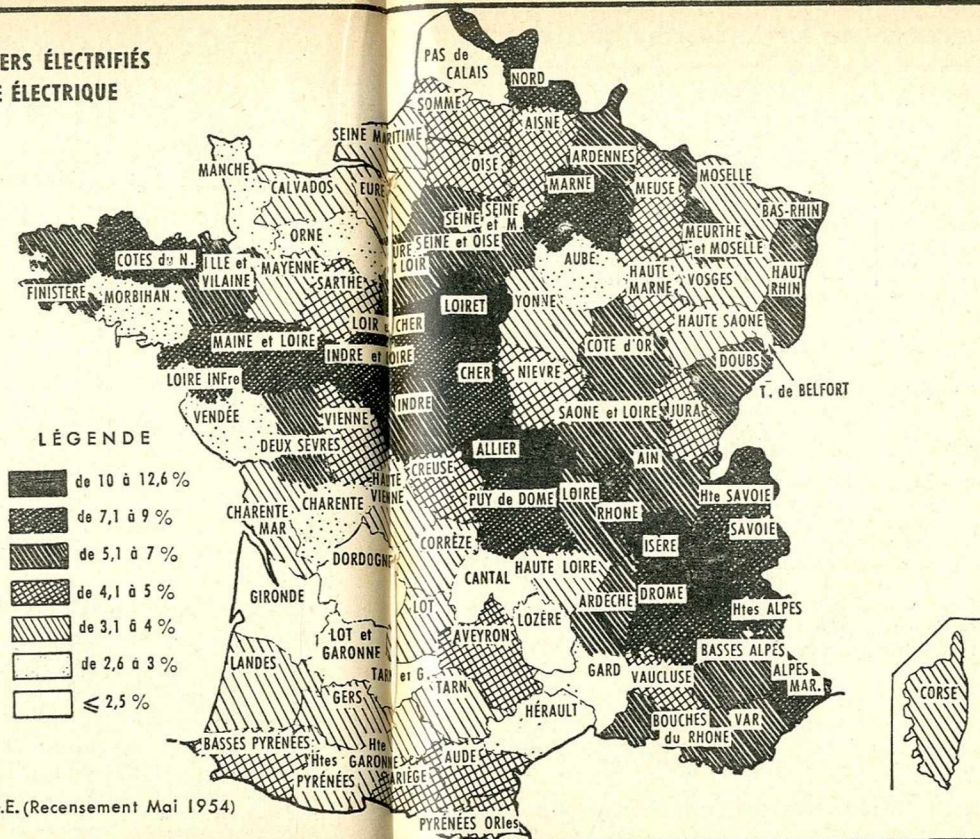 ERS ÉLECTRIFIÉS
E ÉLECTRIQUE
PAS de
CALAIS
NORD
SOMME
AISNE
SEINE MARITIME
OISE
ARDENNES
MANCHE
CALVADOS
EURE
MARNE
MEUSE
MOSELLE
BAS-RHIN
SEINE
SEINE
et M.
SEINE et OISE
MEURTHE
et MOSELLE
ORNE
EURE
et LOIR
AUBE
COTES du N.
ILLE et
VILAINE
MAYENNE
SARTHE
HAUTE
MARNE
VOSGES
HAUT
RHIN
FINISTERE
MORBIHAN
LOIRET
YONNE
LOIR CHER
HAUTE SAONE
MAINE et LOIRE
INDRE et LOIRE
COTE d'OR
DOUBS
T. de BELFORT
LOIRE INFre
CHER
NIEVRE
VENDÉE
VIENNE
INDRE
SAONE et LOIRE
JURA
DEUX SÈVRES
ALLIER
AIN
LÉGENDE
de 10 à 12,6 %
de 7,1 à 9 %
de 5,1 à 7 %
de 4,1 à 5 %
de 3,1 à 4 %
de 2,6 à 3 %
⩽ 2,5 %
CREUSE
HAUTE
VIENNE
PUY de DOME
LOIRE
RHONE
Hte SAVOIE
CHARENTE
MAR
CHARENTE
SAVOIE
CORRÈZE
ISÈRE
DORDOGNE
CANTAL
HAUTE LOIRE
GIRONDE
LOT
ARDÈCHE
DROME
Htes ALPES
LOZÈRE
LOT et
GARONNE
AVEYRON
BASSES ALPES
LANDES
TARN et G.
GARD
VAUCLUSE
ALPES
MAR.
GERS
TARN
HÉRAULT
CORSE
BOUCHES
du RHONE
VAR
BASSES PYRÉNÉES
Htes
PYRÉNÉES
Hte
GARONNE
ARIÉGE
AUDE
PYRÉNÉES ORles
.E. (Recensement Mai 1954)